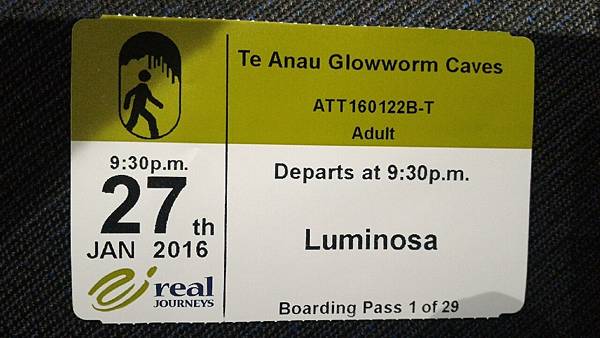 9:30p.m.
27th
JAN 2016
real
JOURNEYS
Te Anau Glowworm Caves
ATT160122B-T
Adult
Departs at 9:30p.m.
Luminosa
Boarding Pass 1 of 29